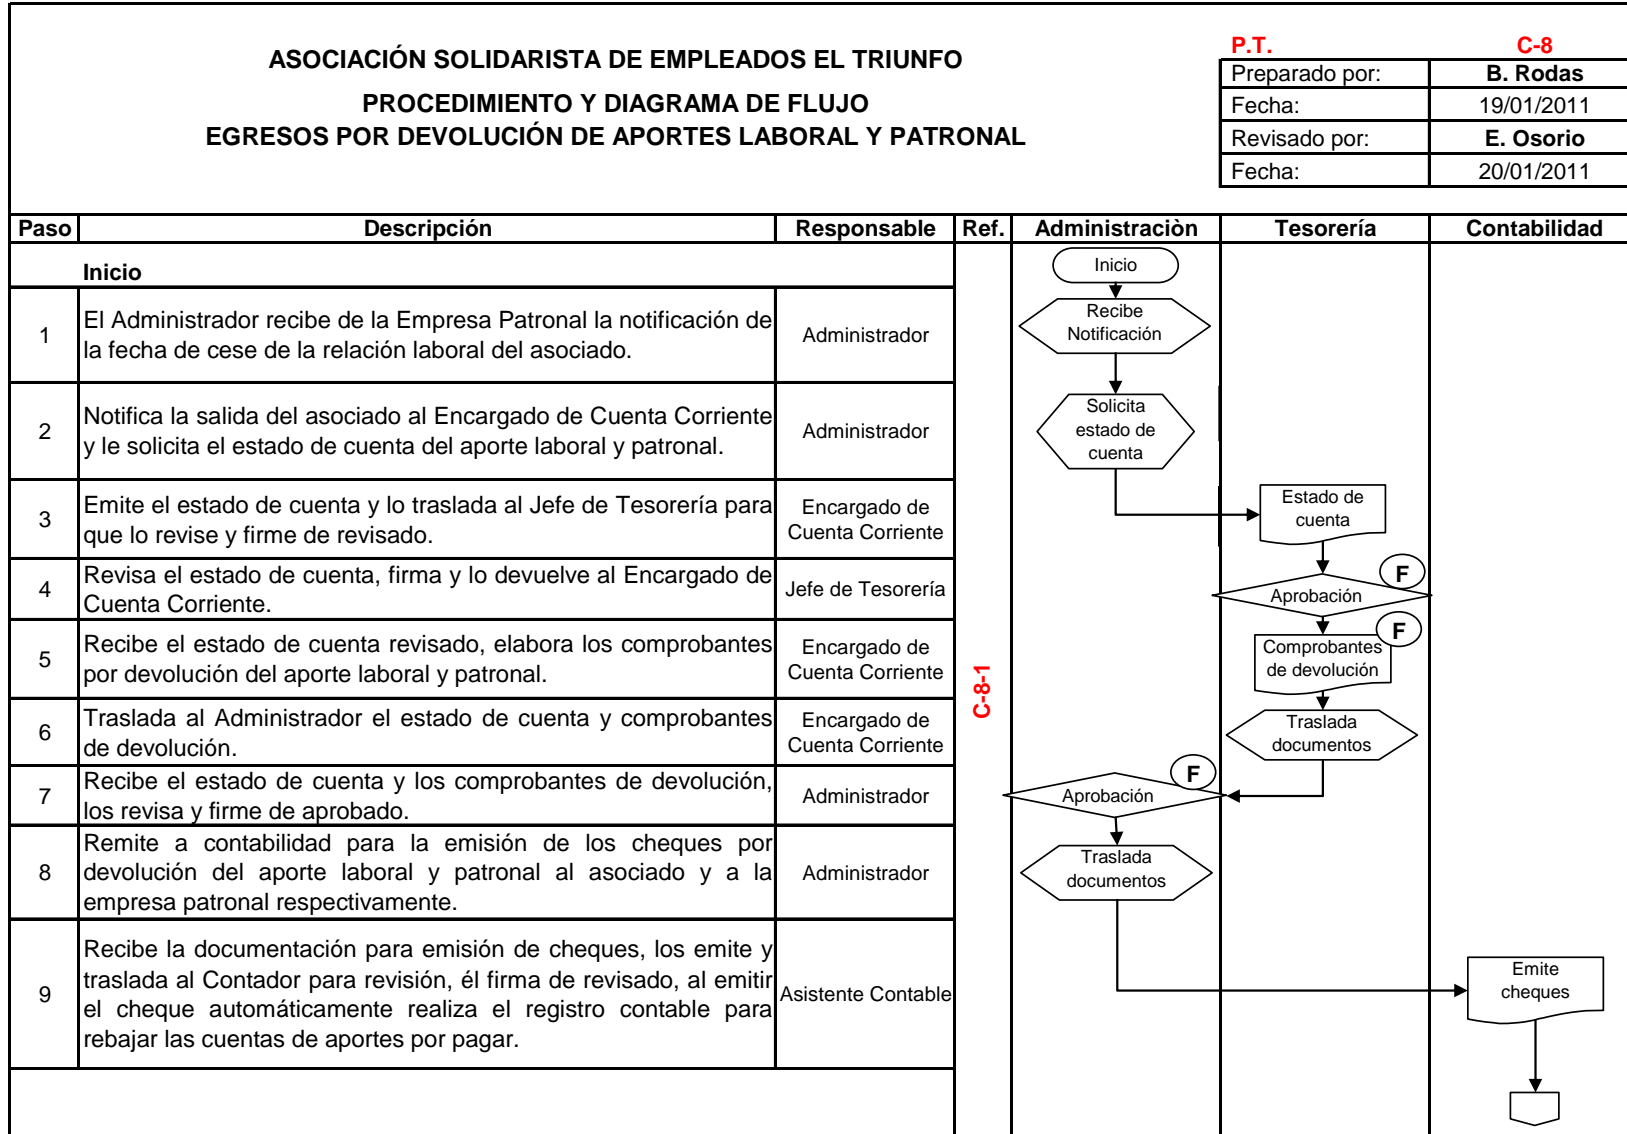 ASOCIACIÓN SOLIDARISTA DE EMPLEADOS EL TRIUNFO
PROCEDIMIENTO Y DIAGRAMA DE FLUJO
EGRESOS POR DEVOLUCIÓN DE APORTES LABORAL Y PATRONAL
P.T. C-8
Preparado por: B. Rodas
Fecha: 19/01/2011
Revisado por: E. Osorio
Fecha: 20/01/2011
Paso Descripción Responsable Ref. Administraciòn Tesorería Contabilidad
Inicio
1
El Administrador recibe de la Empresa Patronal la notificación de
la fecha de cese de la relación laboral del asociado.
Administrador
2
Notifica la salida del asociado al Encargado de Cuenta Corriente
y le solicita el estado de cuenta del aporte laboral y patronal.
Administrador
3
Emite el estado de cuenta y lo traslada al Jefe de Tesorería para
que lo revise y firme de revisado.
Encargado de
Cuenta Corriente
4
Revisa el estado de cuenta, firma y lo devuelve al Encargado de
Cuenta Corriente.
Jefe de Tesorería
5
Recibe el estado de cuenta revisado, elabora los comprobantes
por devolución del aporte laboral y patronal.
Encargado de
Cuenta Corriente
6
Traslada al Administrador el estado de cuenta y comprobantes
de devolución.
Encargado de
Cuenta Corriente
7
Recibe el estado de cuenta y los comprobantes de devolución,
los revisa y firme de aprobado.
Administrador
8
Remite a contabilidad para la emisión de los cheques por
devolución del aporte laboral y patronal al asociado y a la
empresa patronal respectivamente.
Administrador
9
Recibe la documentación para emisión de cheques, los emite y
traslada al Contador para revisión, él firma de revisado, al emitir
el cheque automáticamente realiza el registro contable para
rebajar las cuentas de aportes por pagar.
Asistente Contable
C-8-1
Inicio
Recibe
Notificación
Solicita
estado de
cuenta
Estado de
cuenta
Aprobación
F
Comprobantes
de devolución
F
Traslada
documentos
Aprobación
F
Traslada
documentos
Emite
cheques